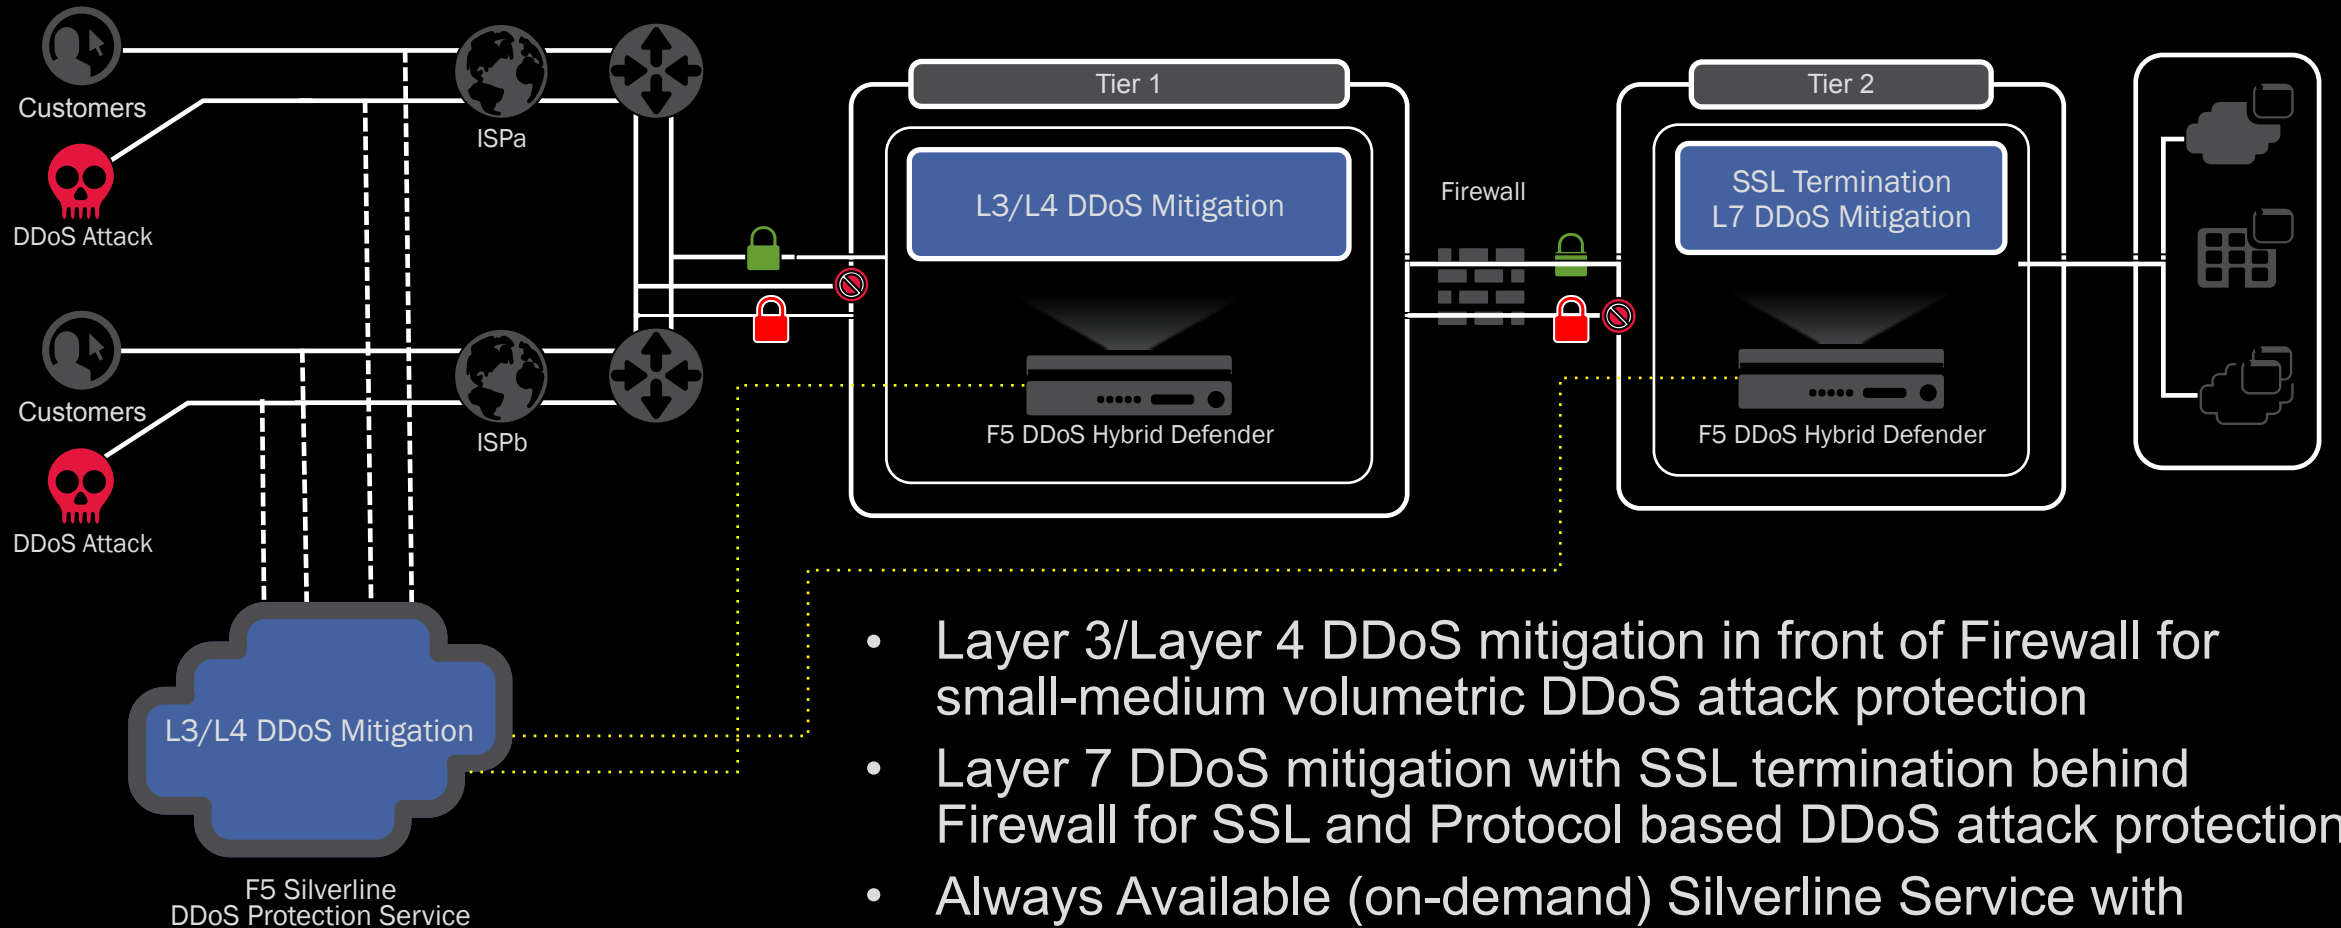 Customers
DDoS Attack
ISPa
Customers
DDoS Attack
ISPb
Tier 1
L3/L4 DDoS Mitigation
F5 DDoS Hybrid Defender
Firewall
Tier 2
SSL Termination
L7 DDoS Mitigation
F5 DDoS Hybrid Defender
L3/L4 DDoS Mitigation
F5 Silverline
DDoS Protection Service
• Layer 3/Layer 4 DDoS mitigation in front of Firewall for
small-medium volumetric DDoS attack protection
• Layer 7 DDoS mitigation with SSL termination behind
Firewall for SSL and Protocol based DDoS attack protection
• Always Available (on-demand) Silverline Service with